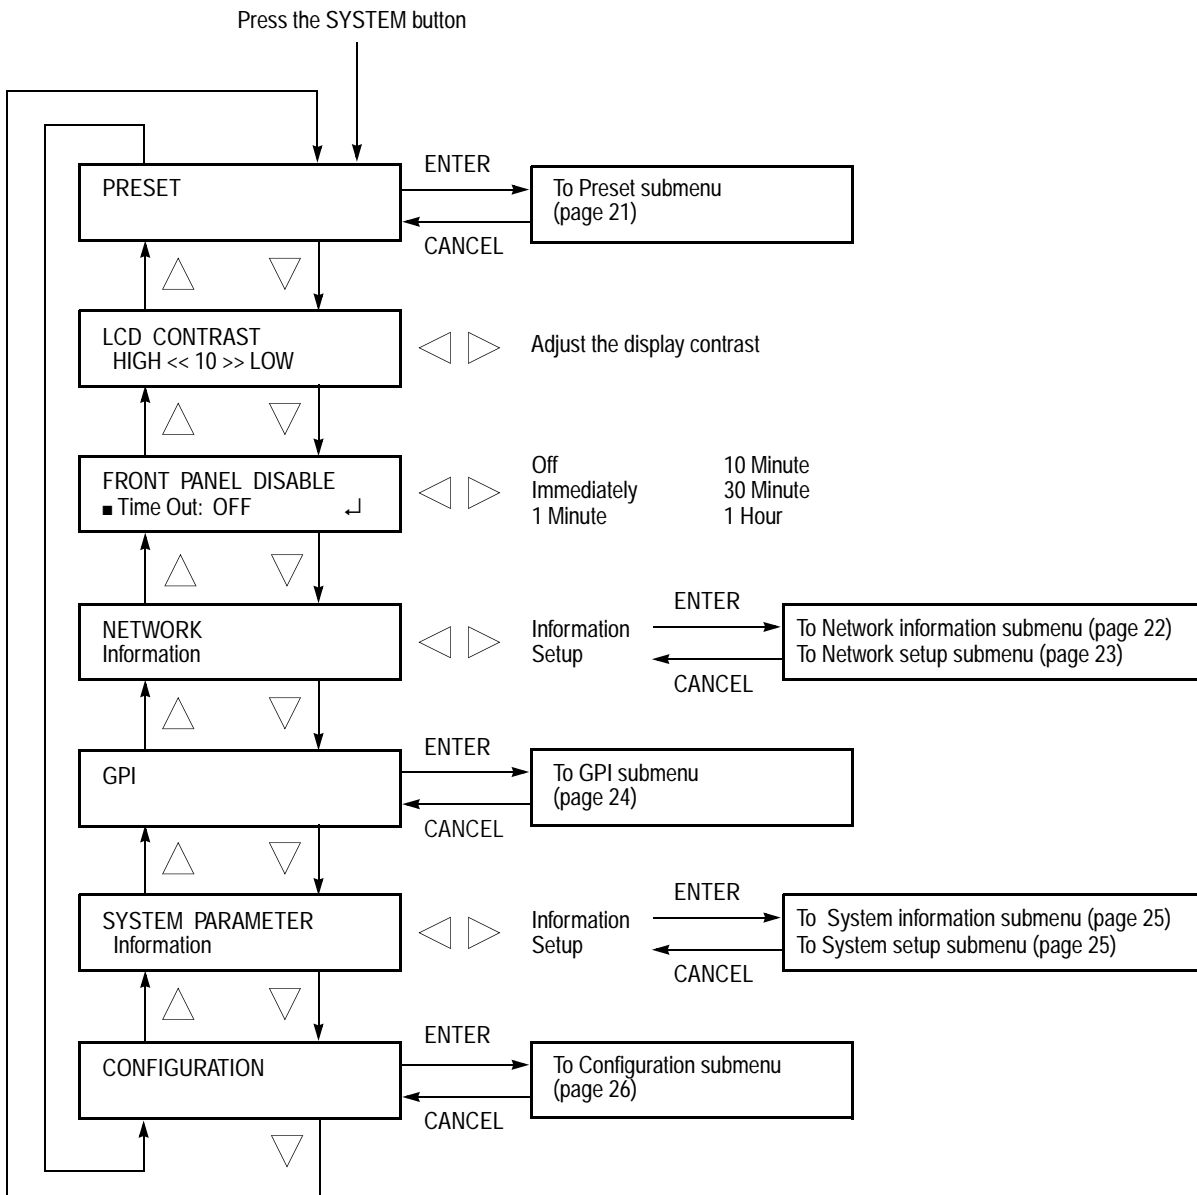 Press the SYSTEM button
PRESET
ENTER
CANCEL
To Preset submenu
(page 21)
LCD CONTRAST
HIGH << 10 >> LOW
Adjust the display contrast
FRONT PANEL DISABLE
■ Time Out: OFF ↵
Off
Immediately
1 Minute
10 Minute
30 Minute
1 Hour
NETWORK
Information
Information
Setup
ENTER
CANCEL
To Network information submenu (page 22)
To Network setup submenu (page 23)
GPI
ENTER
CANCEL
To GPI submenu
(page 24)
SYSTEM PARAMETER
Information
Information
Setup
ENTER
CANCEL
To System information submenu (page 25)
To System setup submenu (page 25)
CONFIGURATION
ENTER
CANCEL
To Configuration submenu
(page 26)